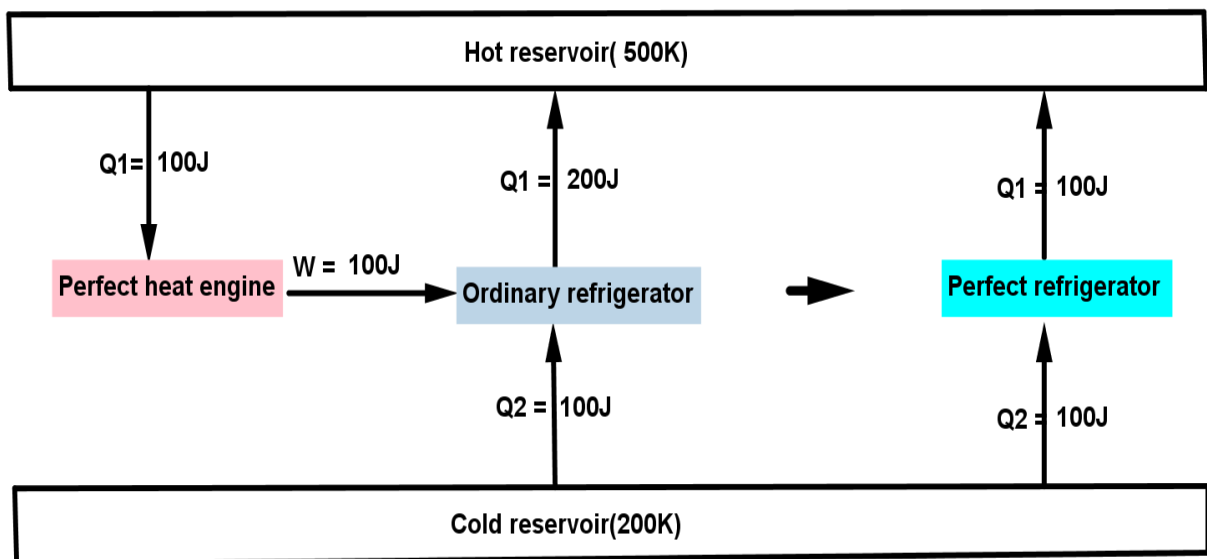 Hot reservoir( 500K)
Q1= 100J
Q1 = 200J
Q1 = 100J
W = 100J
Perfect heat engine
Ordinary refrigerator
Perfect refrigerator
Q2 = 100J
Q2 = 100J
Cold reservoir(200K)